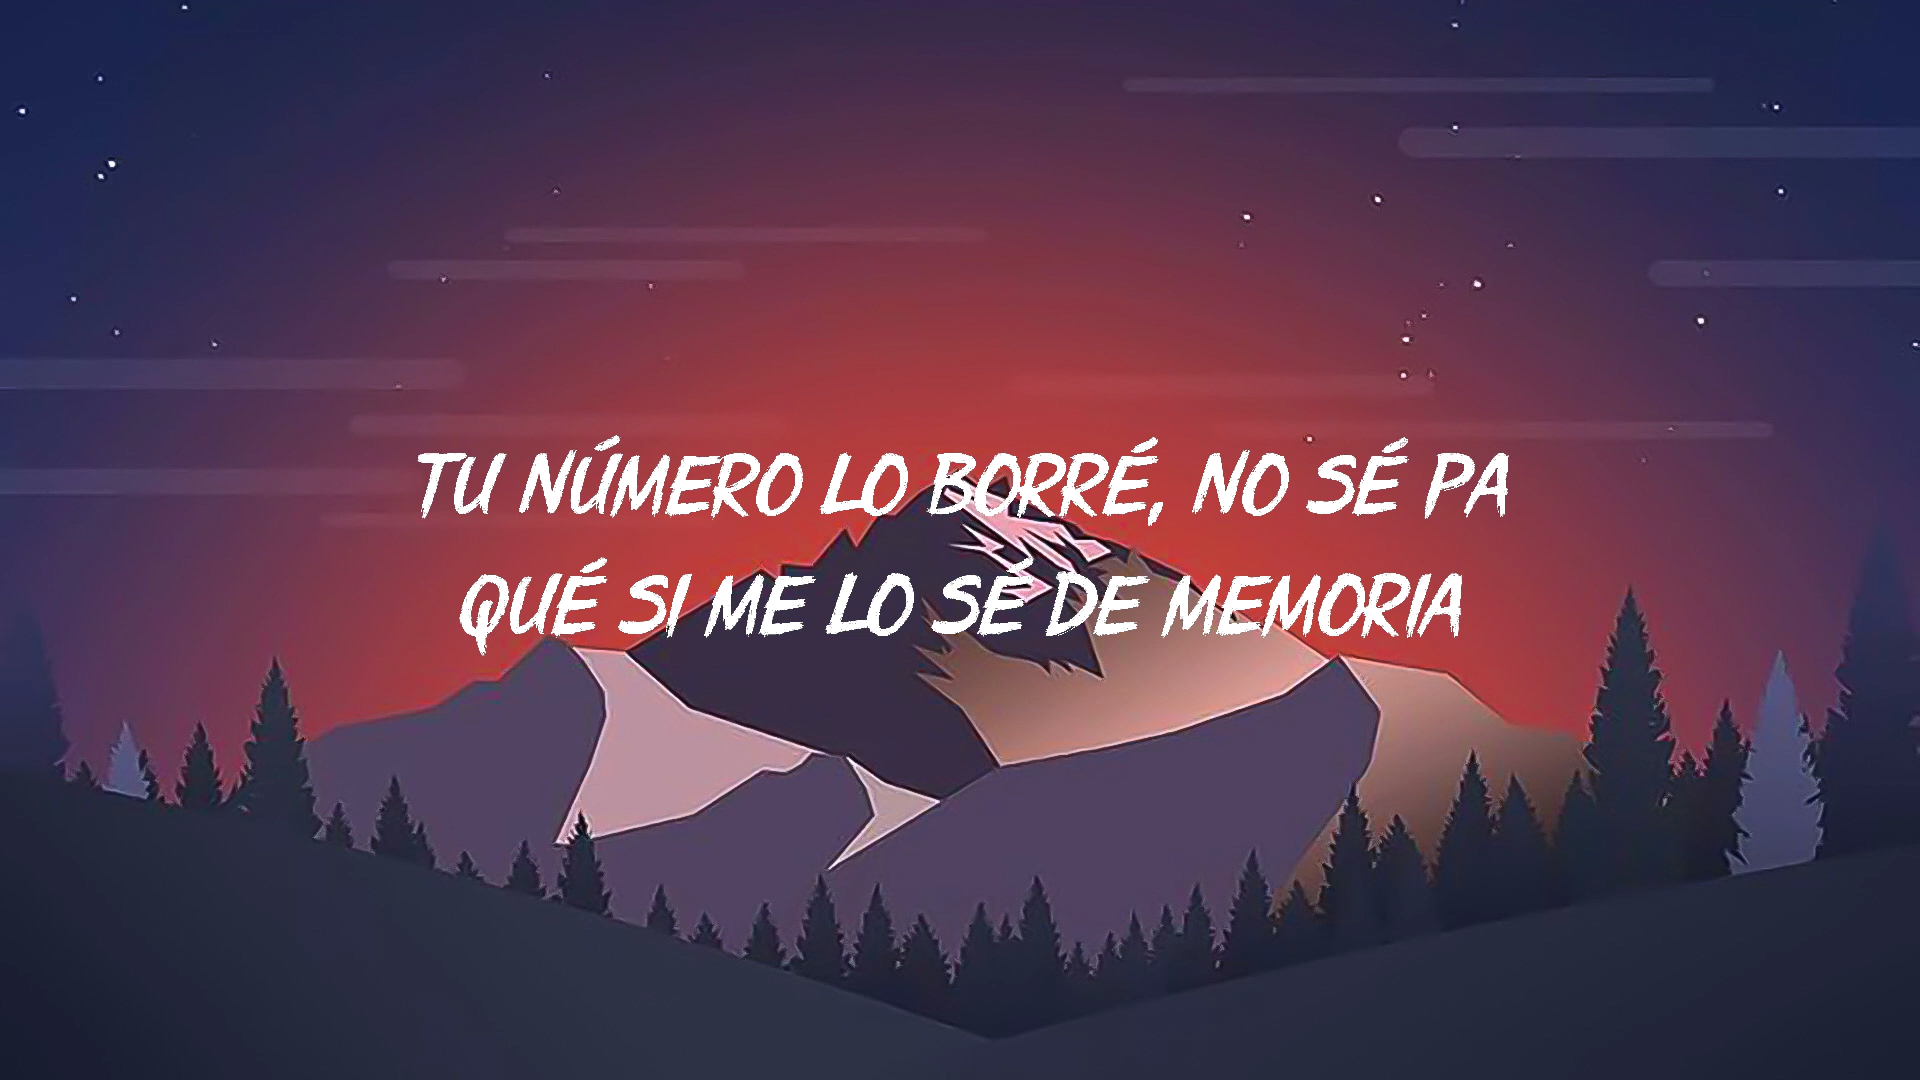 TU NÚMERO LO BORRÉ, NO SÉ PA
QUÉ SI ME LO SÉ DE MEMORIA